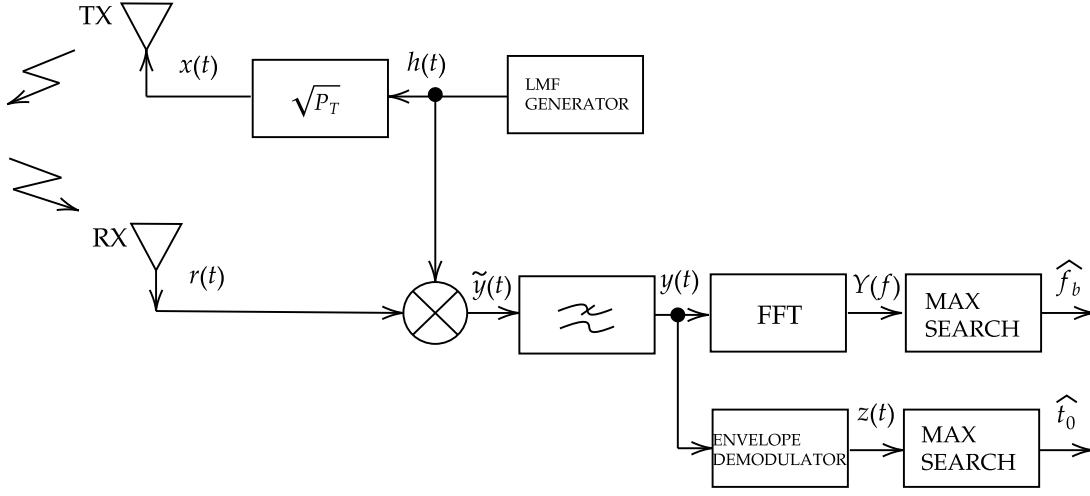 TX
x(t)
√P_T
h(t)
LMF
GENERATOR
RX
r(t)
ỹ(t)
y(t)
FFT
Y(f)
MAX
SEARCH
f̂_b
ENVELOPE
DEMODULATOR
z(t)
MAX
SEARCH
t̂_0